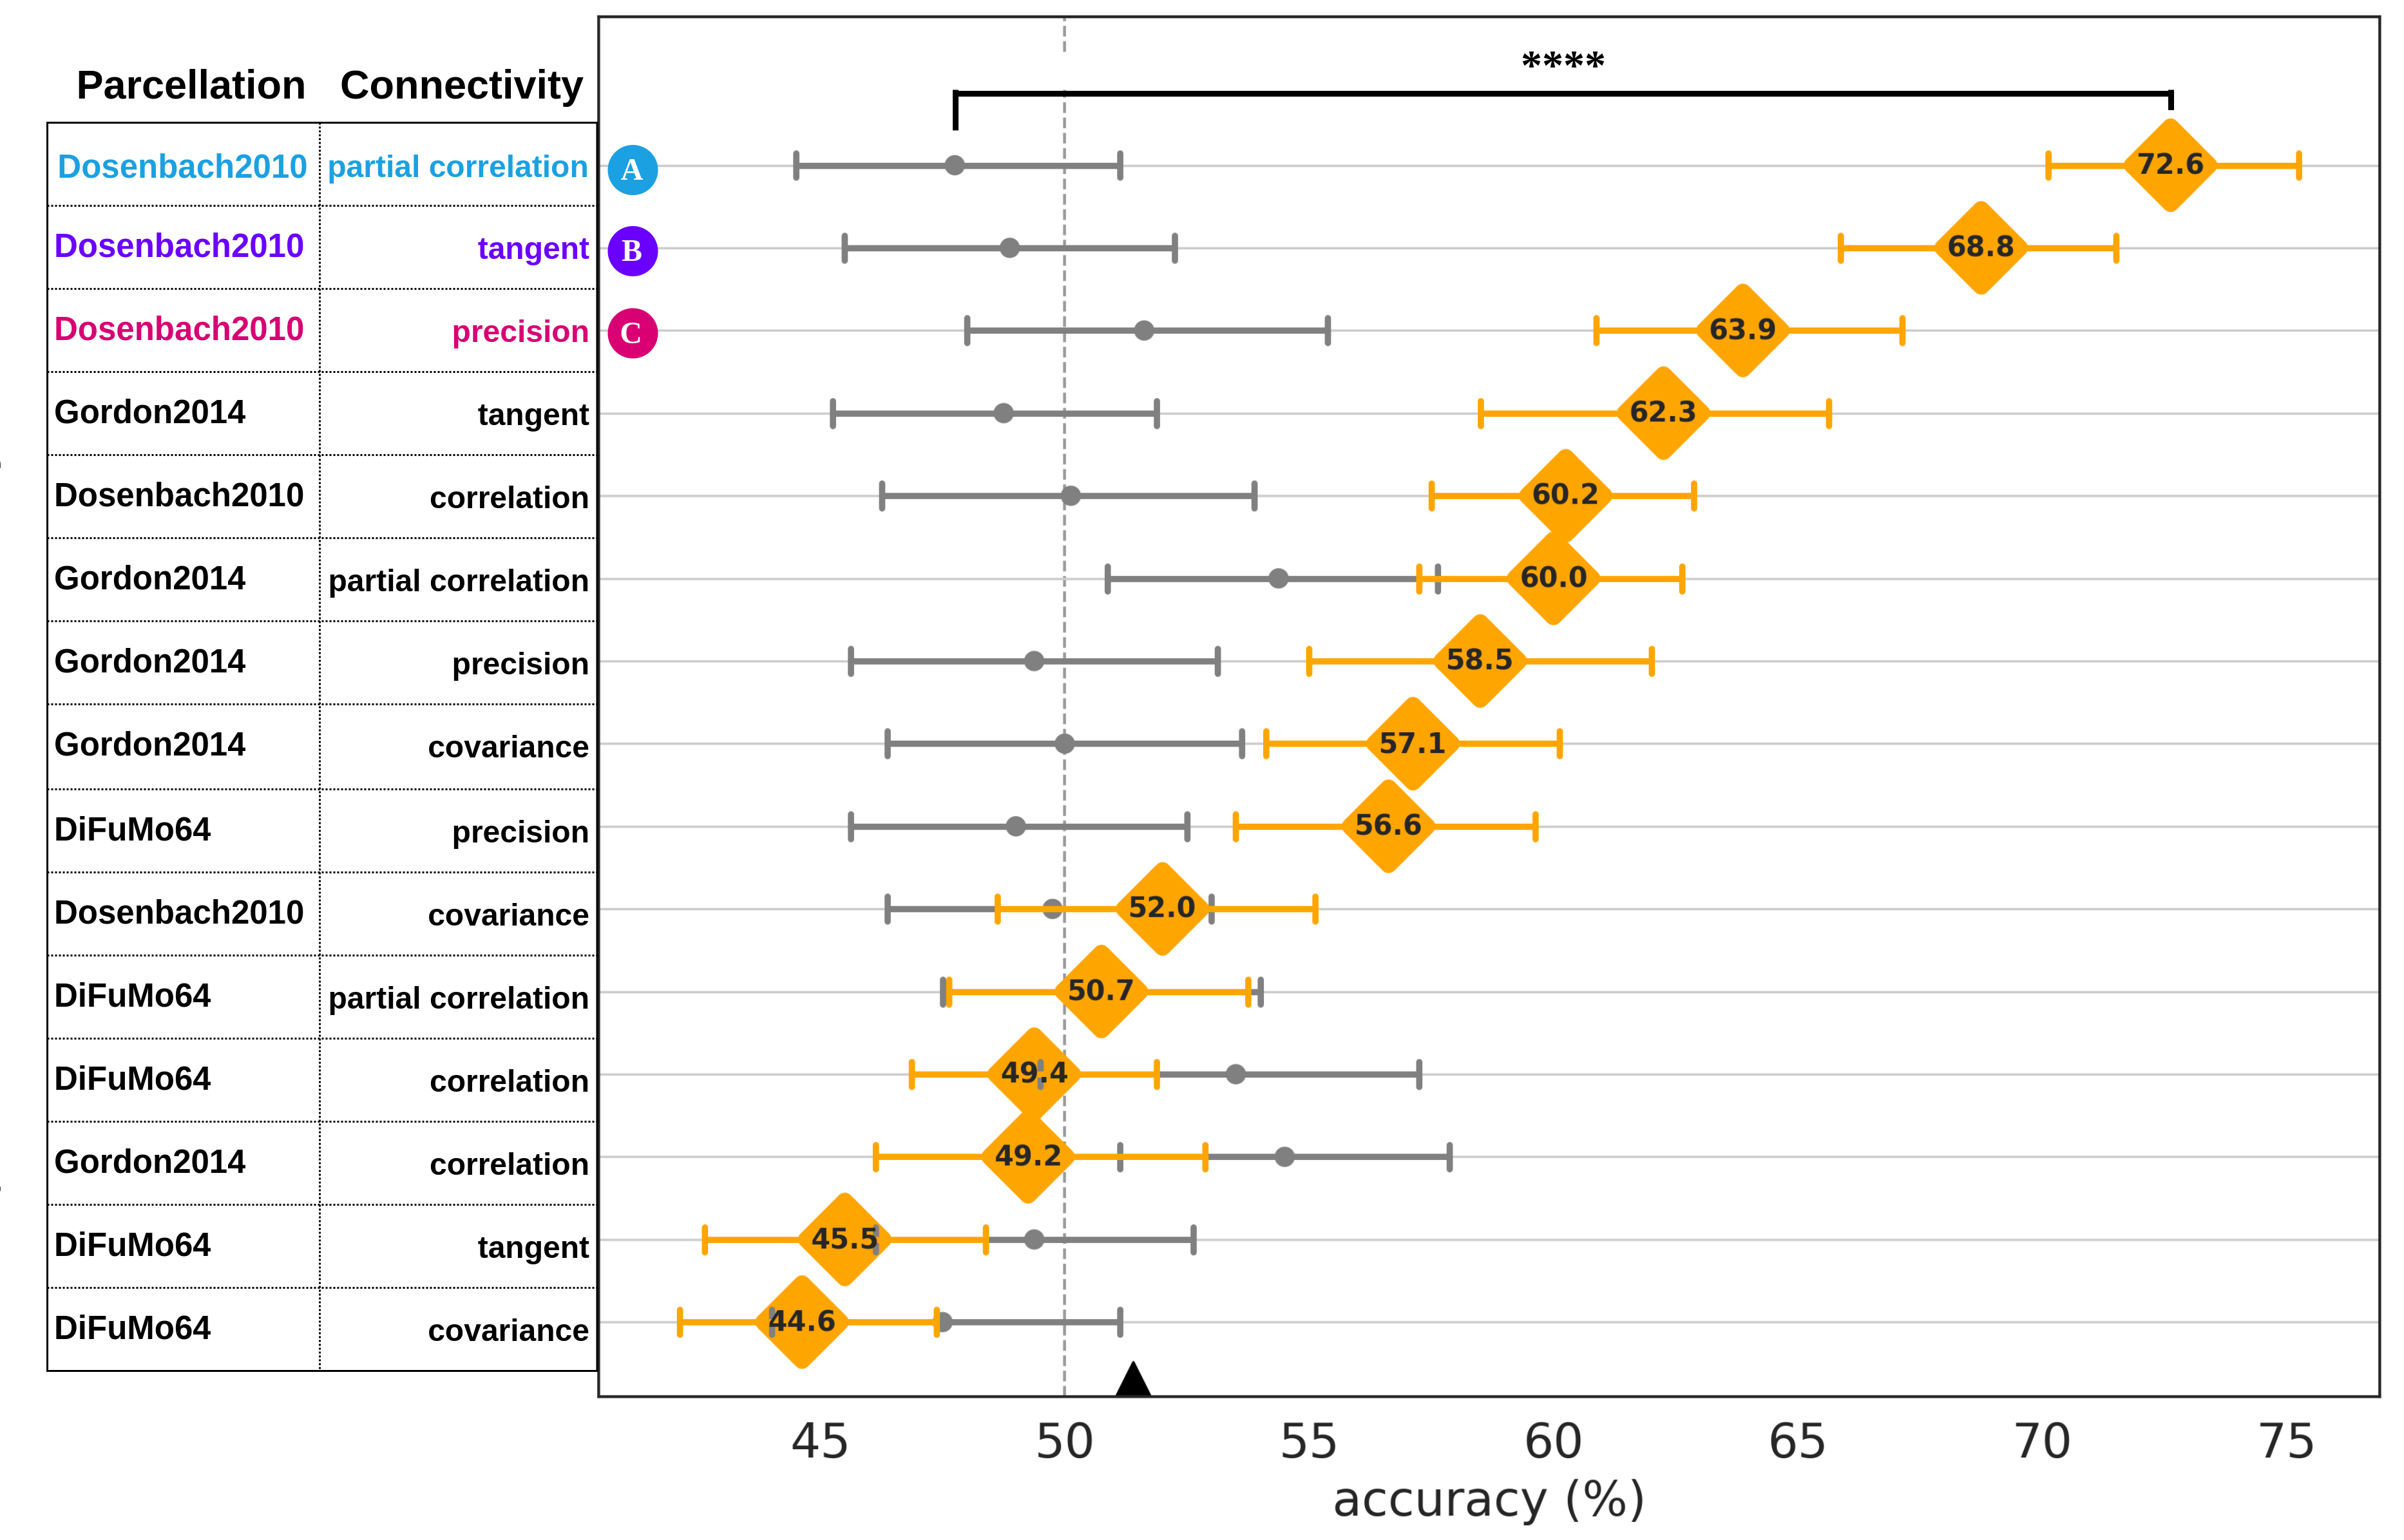 ****
Parcellation Connectivity
Dosenbach2010 partial correlation A 72.6
Dosenbach2010 tangent B 68.8
Dosenbach2010 precision C 63.9
Gordon2014 tangent 62.3
Dosenbach2010 correlation 60.2
Gordon2014 partial correlation 60.0
Gordon2014 precision 58.5
Gordon2014 covariance 57.1
DiFuMo64 precision 56.6
Dosenbach2010 covariance 52.0
DiFuMo64 partial correlation 50.7
DiFuMo64 correlation 49.4
Gordon2014 correlation 49.2
DiFuMo64 tangent 45.5
DiFuMo64 covariance 44.6
45 50 55 60 65 70 75
accuracy (%)